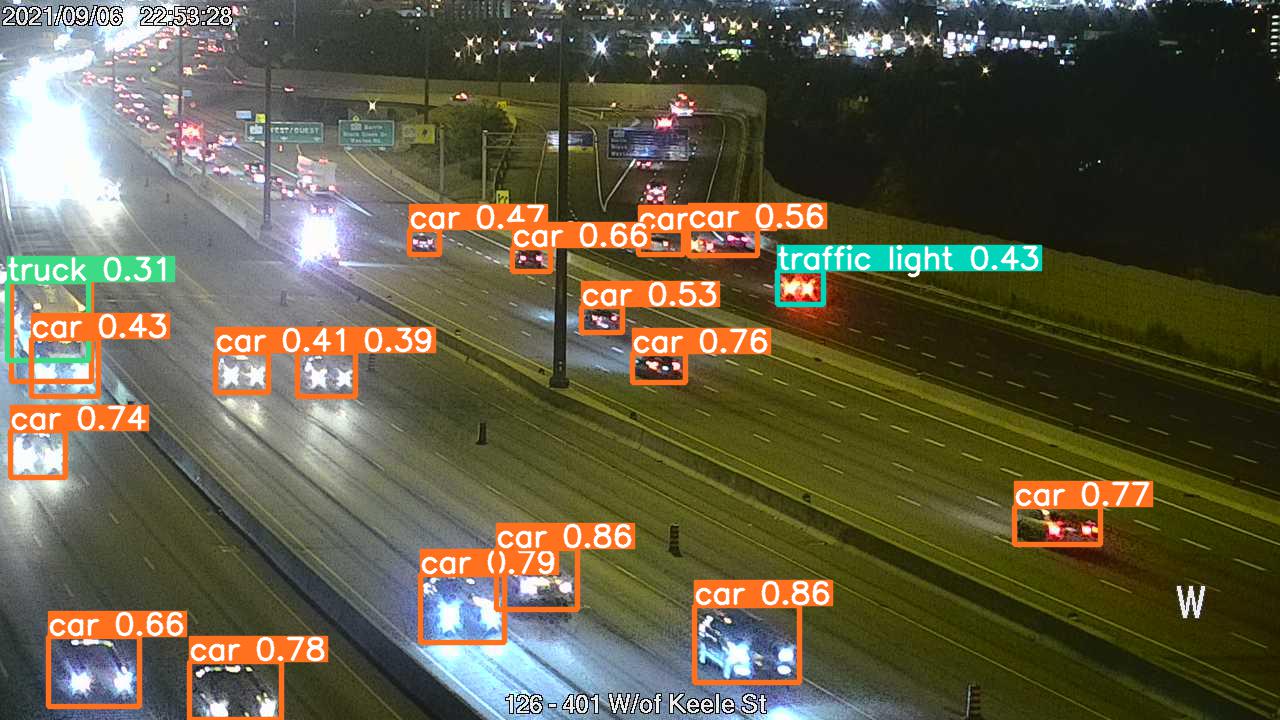 2021/09/06 22:53:28
WEST/OUEST
car 0.47
car
car 0.56
car 0.66
traffic light 0.43
truck 0.31
car 0.53
car 0.43
car 0.41
0.39
car 0.76
car 0.74
car 0.77
car 0.86
car 0.79
car 0.86
W
car 0.66
car 0.78
126 - 401 W/of Keele St